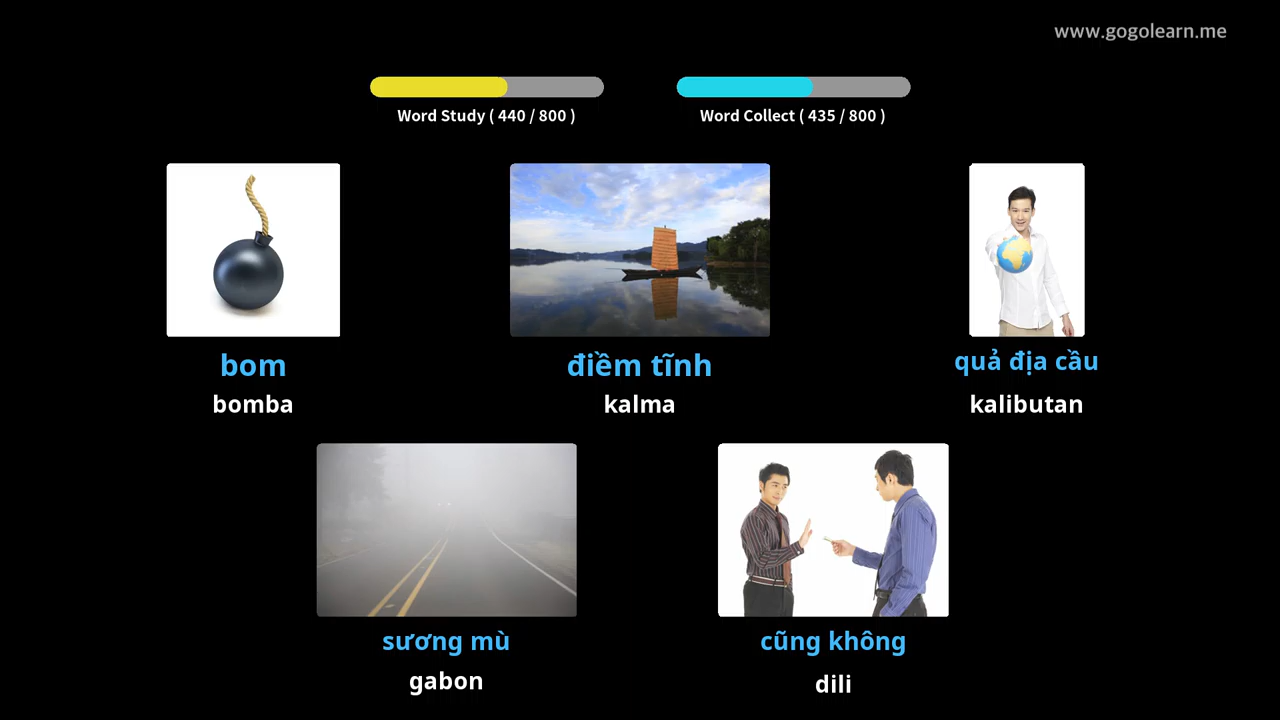 www.gogolearn.me
Word Study ( 440 / 800 )
Word Collect ( 435 / 800 )
bom
bomba
điềm tĩnh
kalma
quả địa cầu
kalibutan
sương mù
gabon
cũng không
dili